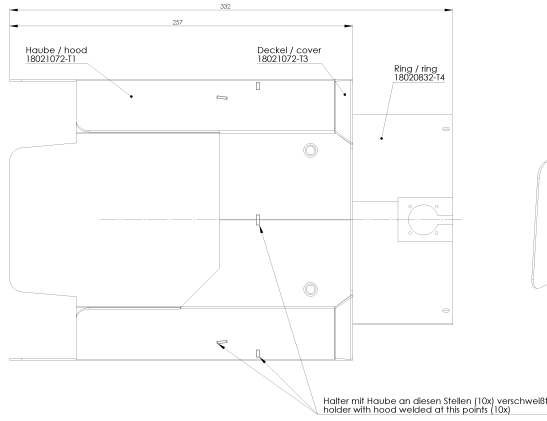 332
257
Haube / hood
18021072-T1
Deckel / cover
18021072-T3
Ring / ring
18020832-T4
Halter mit Haube an diesen Stellen (10x) verschweißt
holder with hood welded at this points (10x)